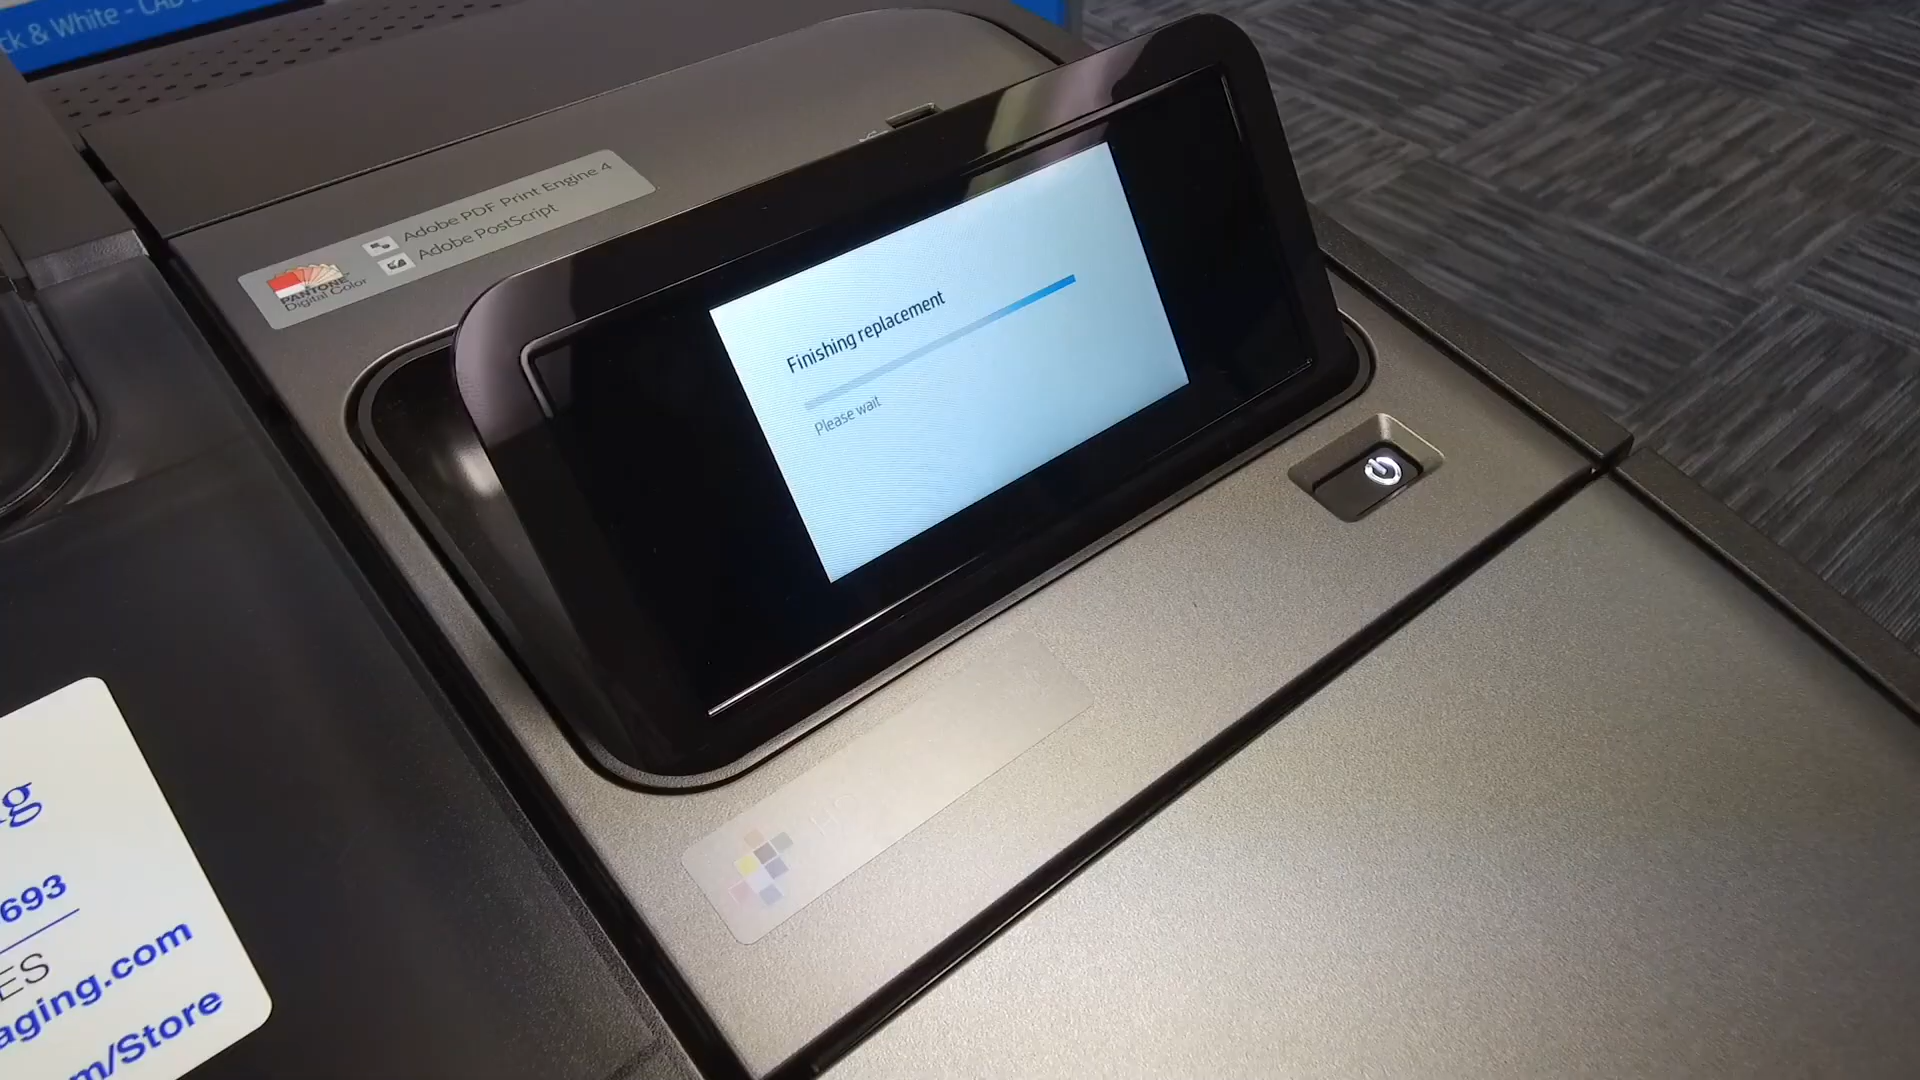 ck & White - CAD
Adobe PDF Print Engine 4
Adobe PostScript
PANTONE
Digital Color
Finishing replacement
Please wait
g
693
ES
aging.com
m/Store